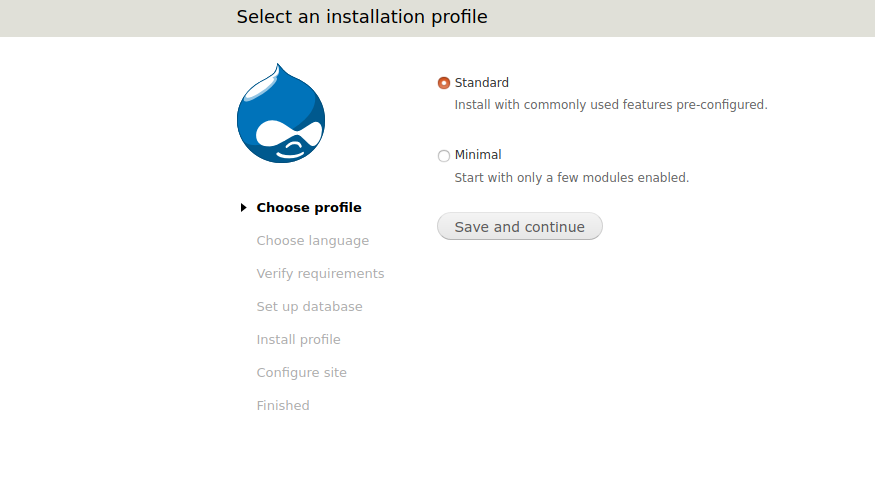 Select an installation profile
Standard
Install with commonly used features pre-configured.
Minimal
Start with only a few modules enabled.
Save and continue
Choose profile
Choose language
Verify requirements
Set up database
Install profile
Configure site
Finished